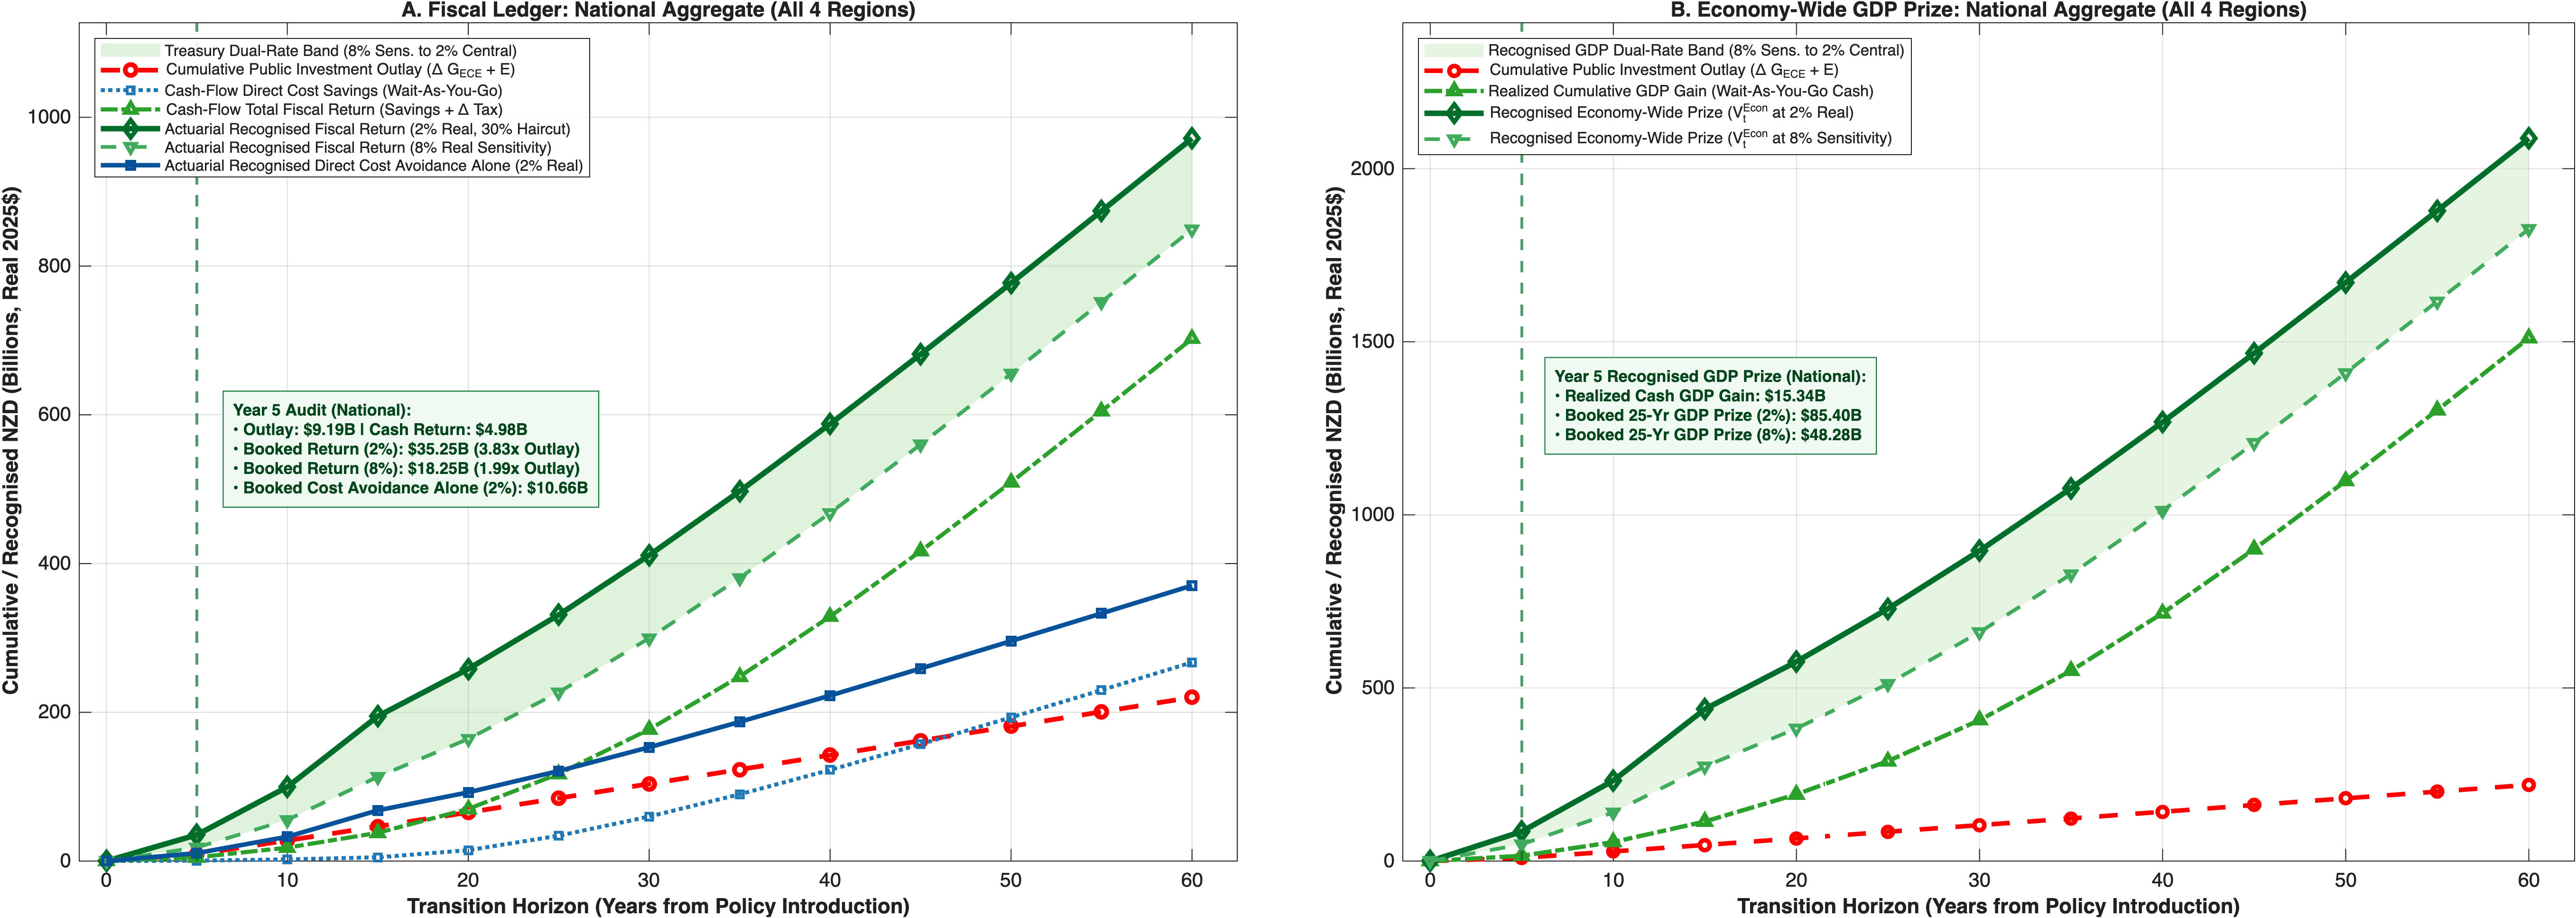 A. Fiscal Ledger: National Aggregate (All 4 Regions)
Treasury Dual-Rate Band (8% Sens. to 2% Central)
Cumulative Public Investment Outlay (Δ G_ECE + E)
Cash-Flow Direct Cost Savings (Wait-As-You-Go)
Cash-Flow Total Fiscal Return (Savings + Δ Tax)
Actuarial Recognised Fiscal Return (2% Real, 30% Haircut)
Actuarial Recognised Fiscal Return (8% Real Sensitivity)
Actuarial Recognised Direct Cost Avoidance Alone (2% Real)
Cumulative / Recognised NZD (Billions, Real 2025$)
1000
800
600
400
200
0
Year 5 Audit (National):
• Outlay: $9.19B | Cash Return: $4.98B
• Booked Return (2%): $35.25B (3.83x Outlay)
• Booked Return (8%): $18.25B (1.99x Outlay)
• Booked Cost Avoidance Alone (2%): $10.66B
0 10 20 30 40 50 60
Transition Horizon (Years from Policy Introduction)
B. Economy-Wide GDP Prize: National Aggregate (All 4 Regions)
Recognised GDP Dual-Rate Band (8% Sens. to 2% Central)
Cumulative Public Investment Outlay (Δ G_ECE + E)
Realized Cumulative GDP Gain (Wait-As-You-Go Cash)
Recognised Economy-Wide Prize (V_t^Econ at 2% Real)
Recognised Economy-Wide Prize (V_t^Econ at 8% Sensitivity)
Cumulative / Recognised NZD (Billions, Real 2025$)
2000
1500
1000
500
0
Year 5 Recognised GDP Prize (National):
• Realized Cash GDP Gain: $15.34B
• Booked 25-Yr GDP Prize (2%): $85.40B
• Booked 25-Yr GDP Prize (8%): $48.28B
0 10 20 30 40 50 60
Transition Horizon (Years from Policy Introduction)